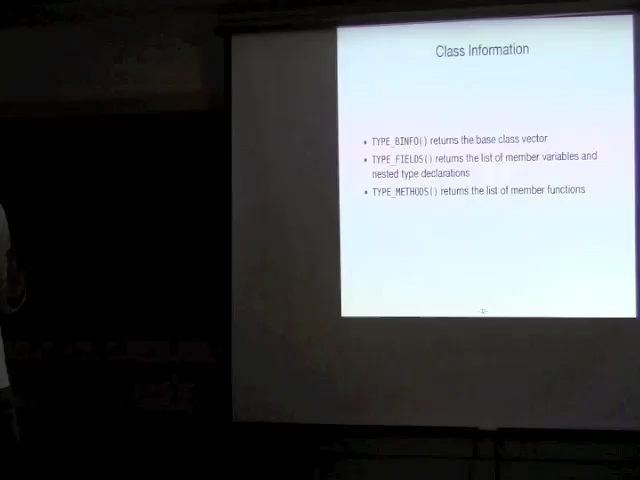 Class Information
• TYPE_BINFO() returns the base class vector
• TYPE_FIELDS() returns the list of member variables and
nested type declarations
• TYPE_METHODS() returns the list of member functions